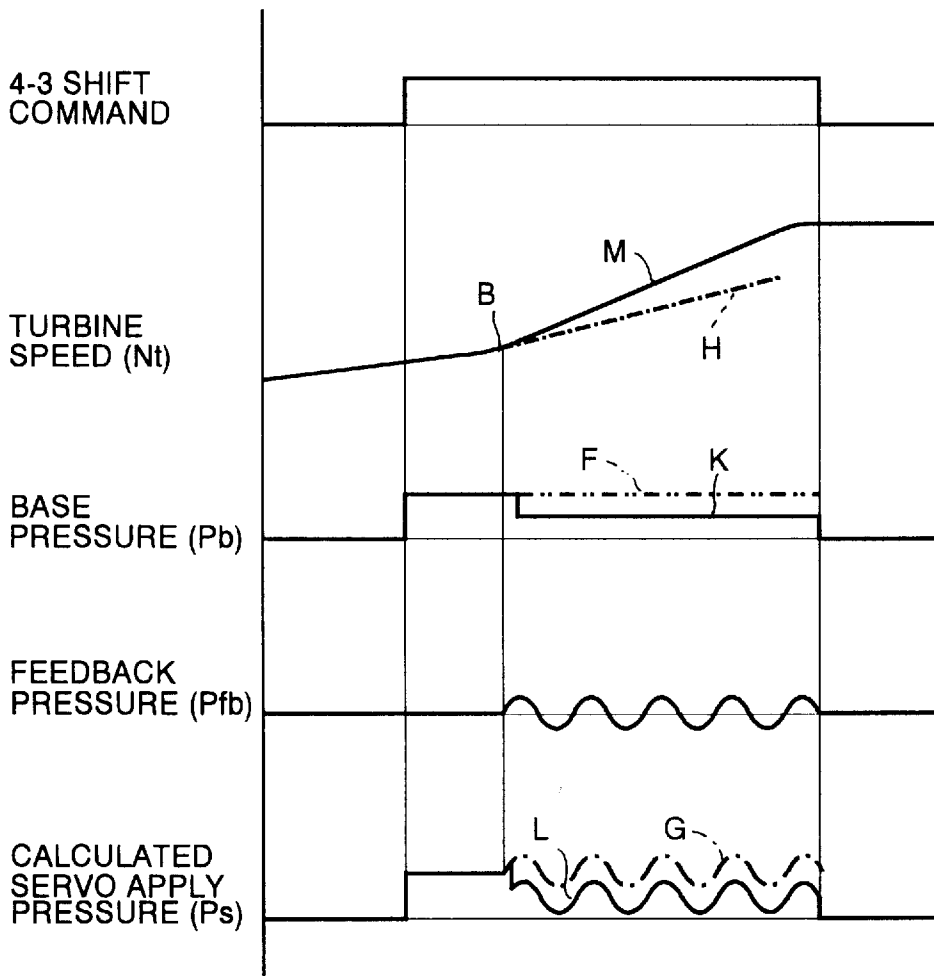 4-3 SHIFT
COMMAND
M
B
H
TURBINE
SPEED (Nt)
F
K
BASE
PRESSURE (Pb)
FEEDBACK
PRESSURE (Pfb)
L
G
CALCULATED
SERVO APPLY
PRESSURE (Ps)